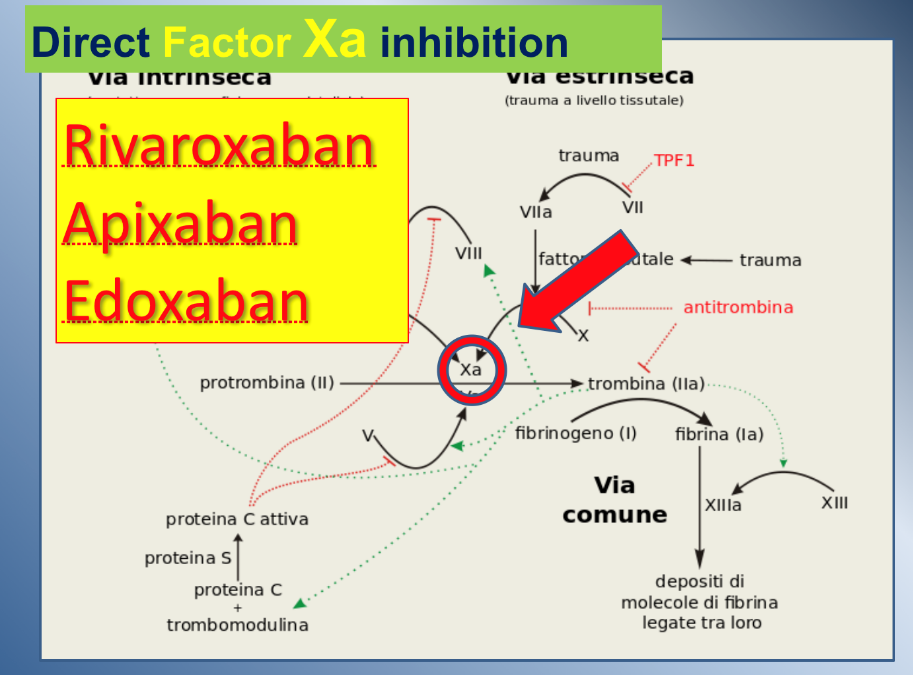 Direct Factor Xa inhibition
Via intrinseca
Via estrinseca
(trauma a livello tissutale)
Rivaroxaban
Apixaban
Edoxaban
trauma
TPF1
VIIa
VII
VIII
trauma
antitrombina
X
Xa
protrombina (II)
trombina (IIa)
V
fibrinogeno (I)
fibrina (Ia)
Via
comune
XIIIa
XIII
proteina C attiva
proteina S
proteina C
+
trombomodulina
depositi di
molecole di fibrina
legate tra loro